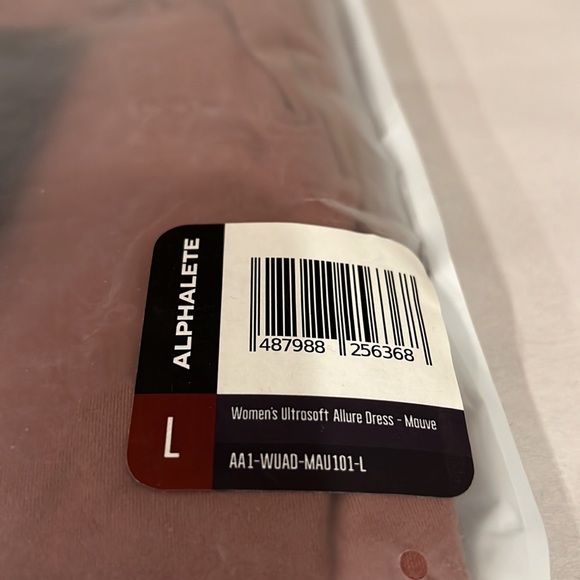 ALPHALETE
487988 256368
L
Women's Ultrasoft Allure Dress - Mauve
AA1-WUAD-MAU101-L